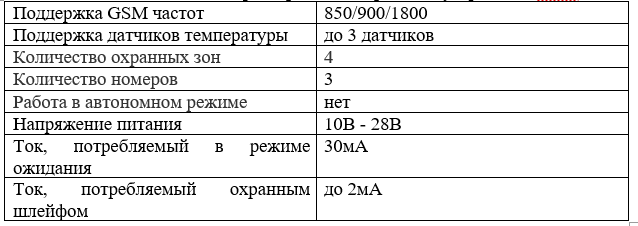 Поддержка GSM частот 850/900/1800
Поддержка датчиков температуры до 3 датчиков
Количество охранных зон 4
Количество номеров 3
Работа в автономном режиме нет
Напряжение питания 10В - 28В
Ток, потребляемый в режиме 30мА
ожидания
Ток, потребляемый охранным до 2мА
шлейфом